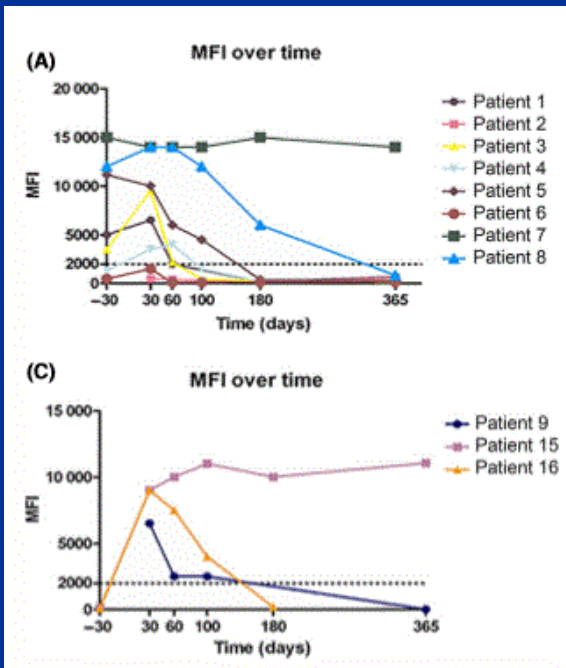 (A)
MFI over time
20 000
15 000
10 000
5000
2000
0
MFI
−30 30 60 100 180 365
Time (days)
Patient 1
Patient 2
Patient 3
Patient 4
Patient 5
Patient 6
Patient 7
Patient 8
(C)
MFI over time
15 000
10 000
5000
2000
0
MFI
−30 30 60 100 180 365
Time (days)
Patient 9
Patient 15
Patient 16